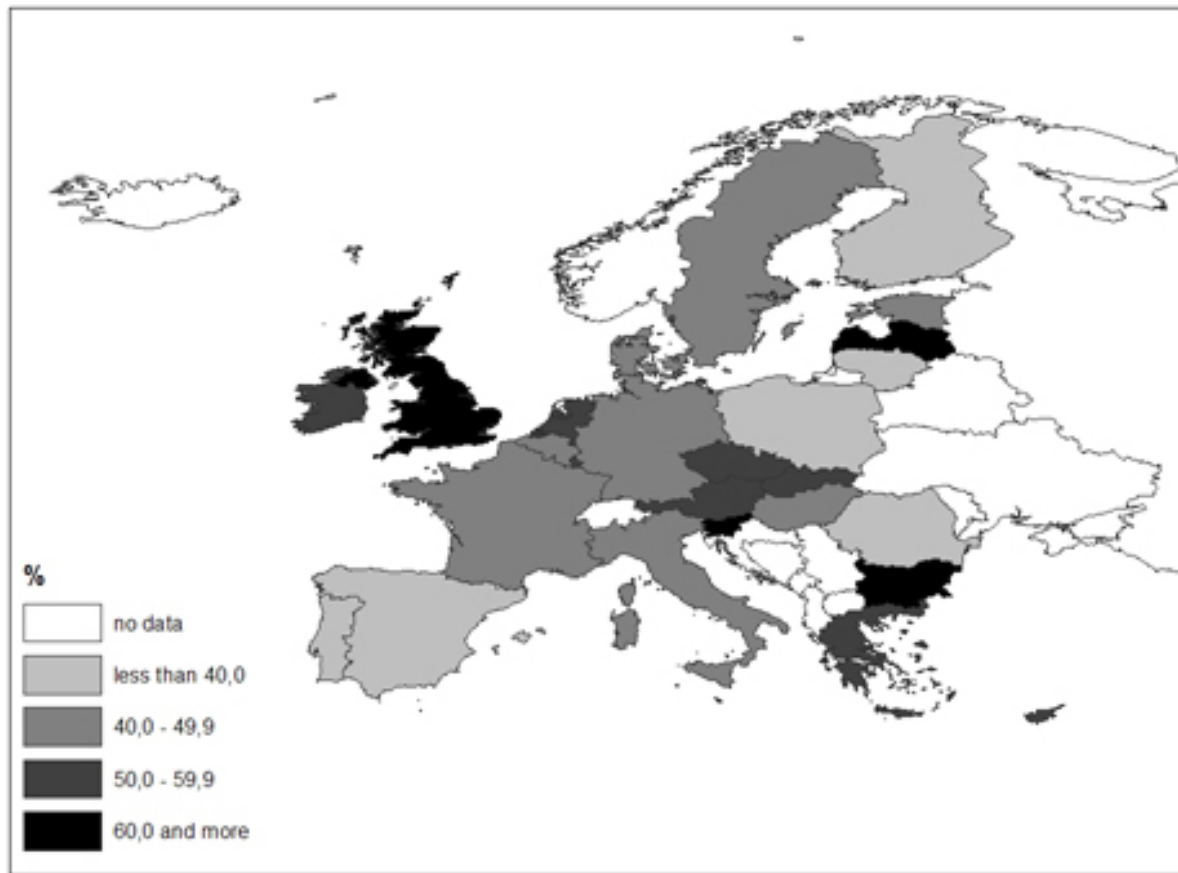 %
no data
less than 40,0
40,0 - 49,9
50,0 - 59,9
60,0 and more